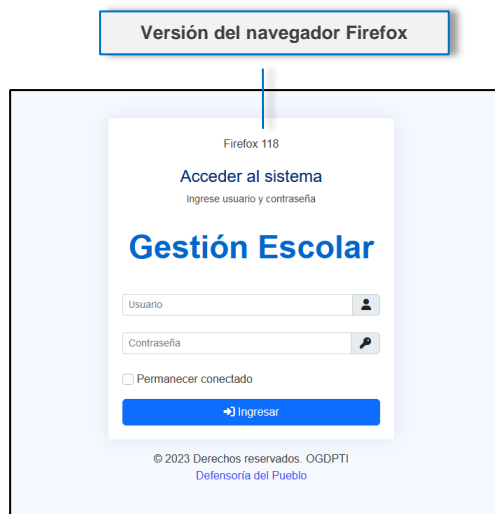 Versión del navegador Firefox
Firefox 118
Acceder al sistema
Ingrese usuario y contraseña
Gestión Escolar
Usuario
Contraseña
Permanecer conectado
Ingresar
© 2023 Derechos reservados. OGDPTI
Defensoría del Pueblo